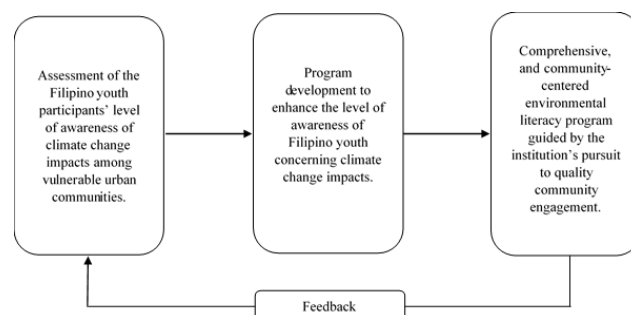 Assessment of the
Filipino youth
participants' level
of awareness of
climate change
impacts among
vulnerable urban
communities.
Program
development to
enhance the level of
awareness of
Filipino youth
concerning climate
change impacts.
Comprehensive,
and community-
centered
environmental
literacy program
guided by the
institution's pursuit
to quality
community
engagement.
Feedback